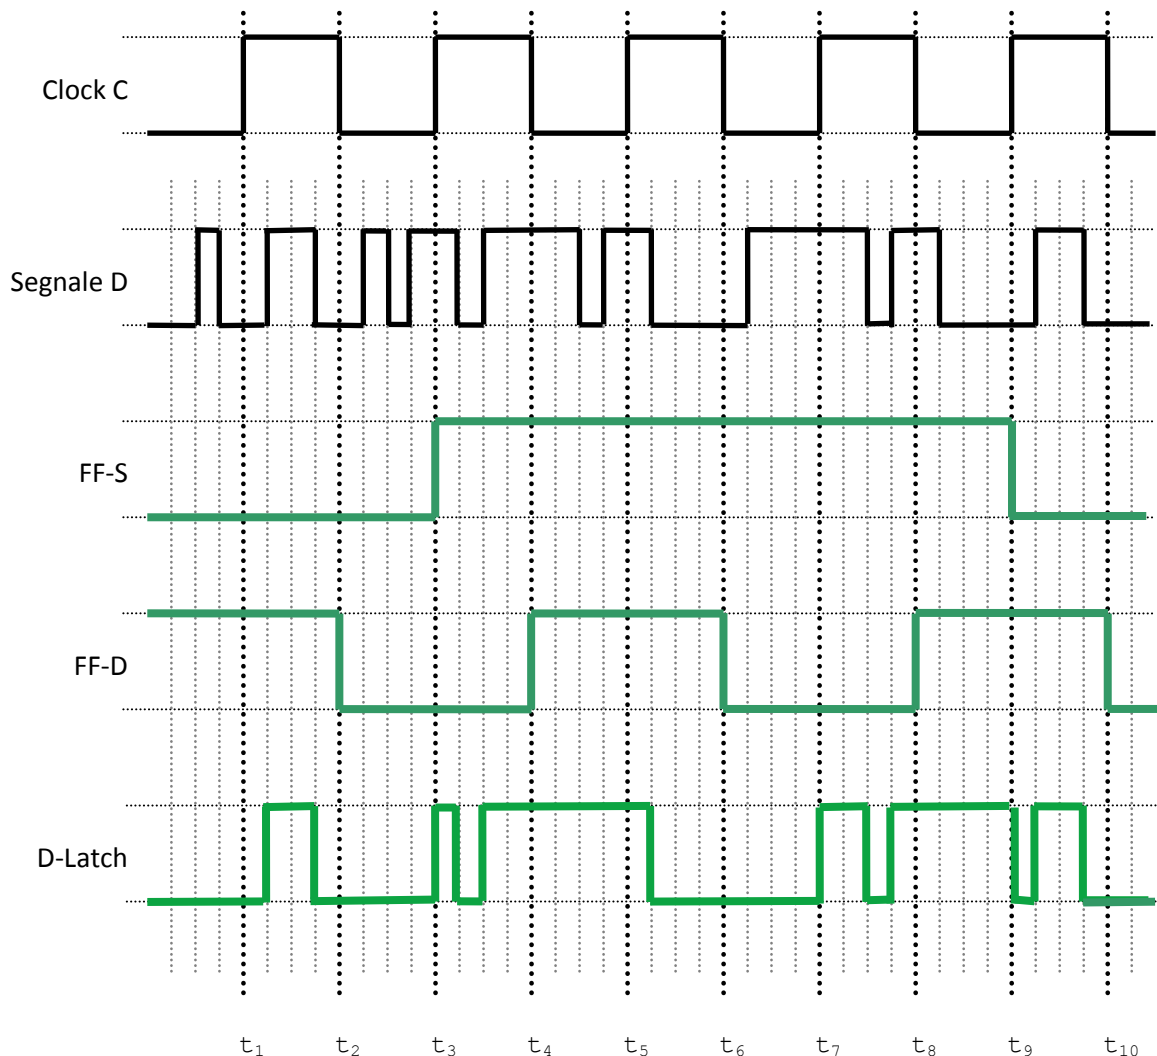 Clock C
Segnale D
FF-S
FF-D
D-Latch
t₁ t₂ t₃ t₄ t₅ t₆ t₇ t₈ t₉ t₁₀